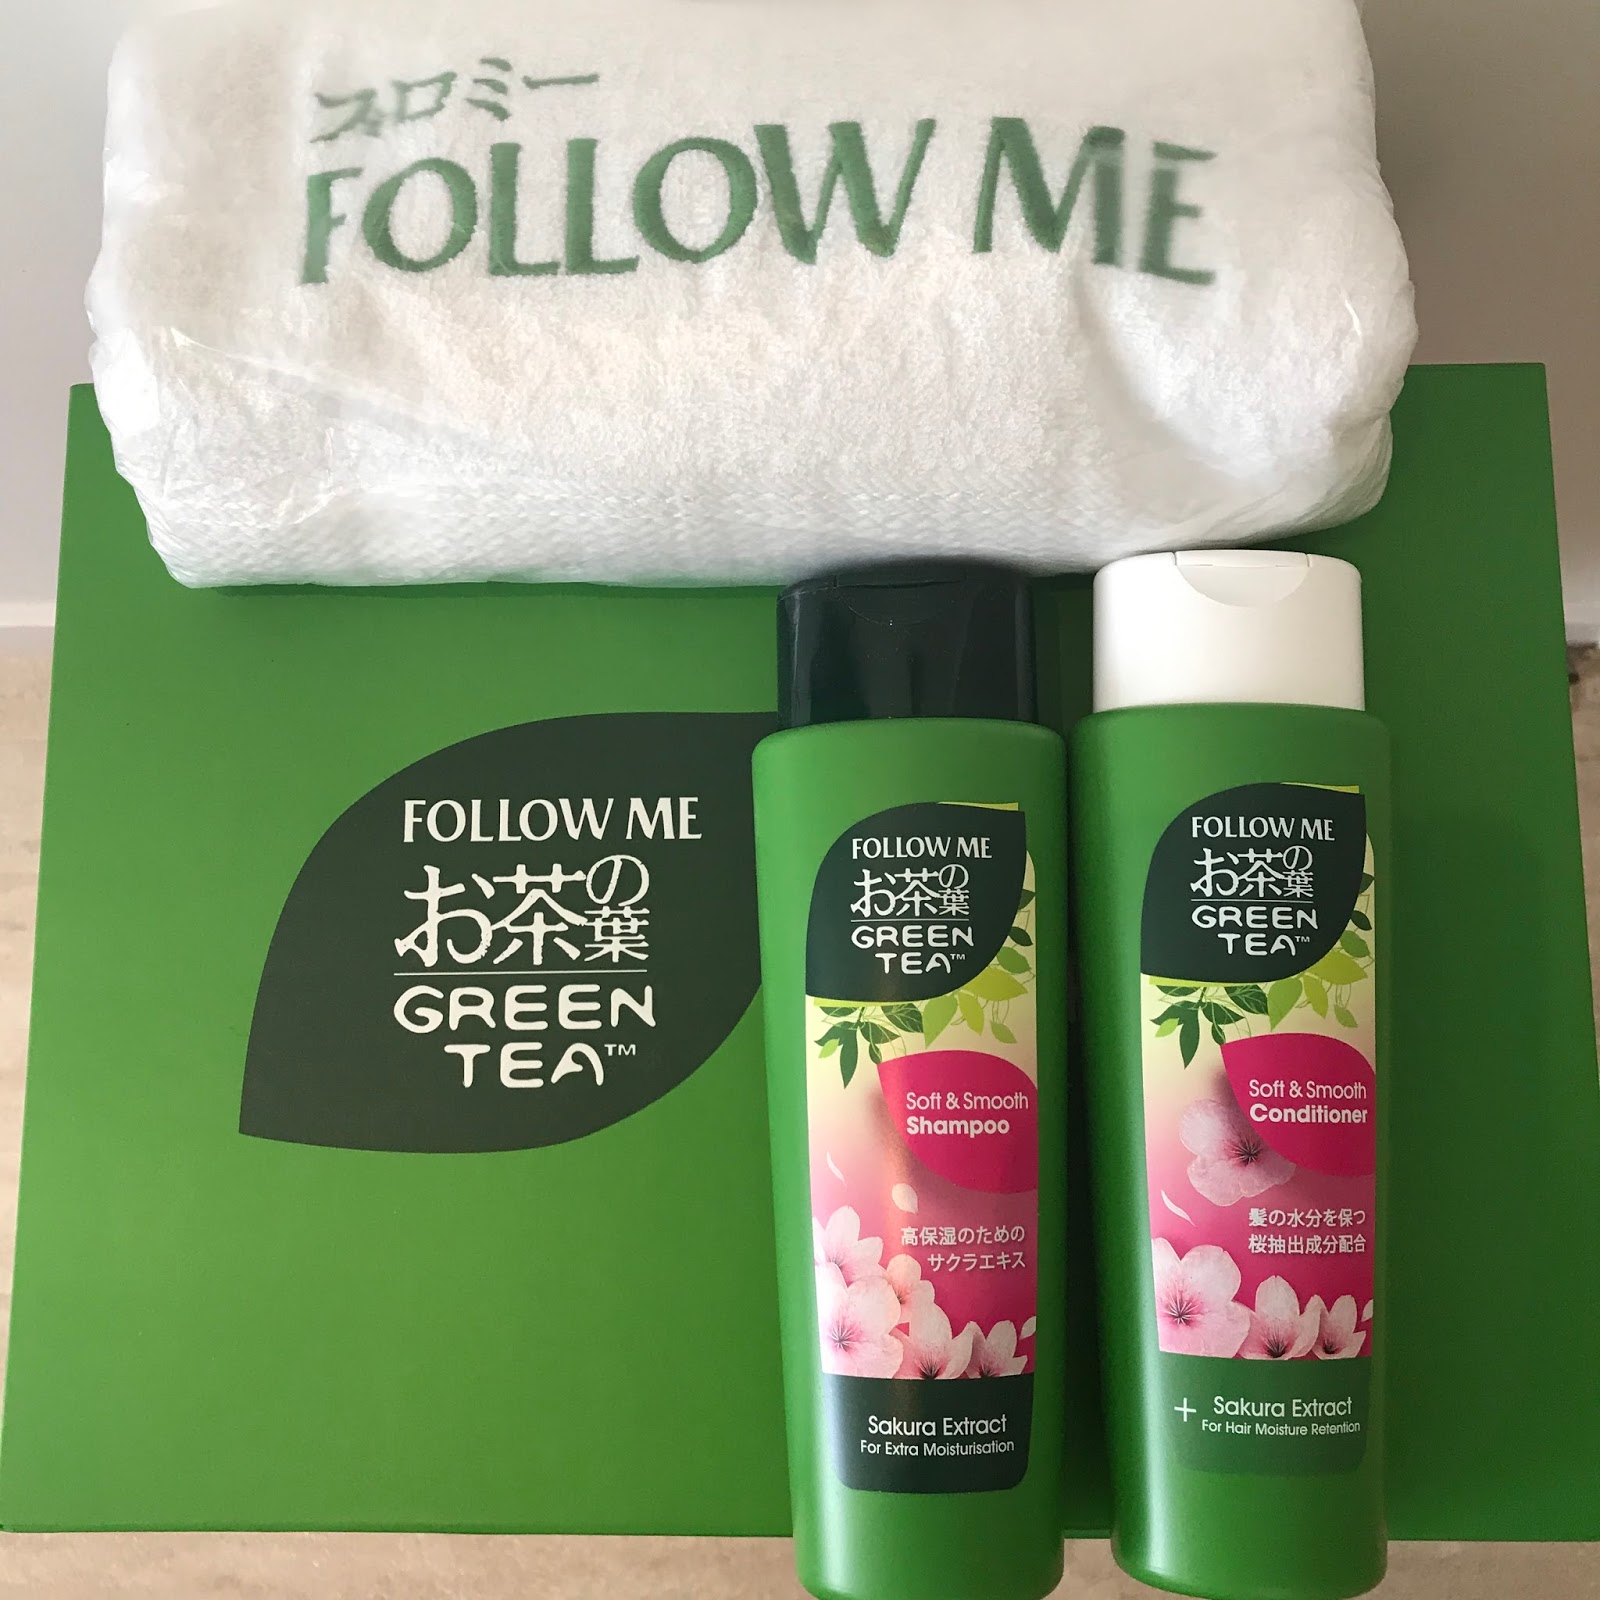 フォロミー
FOLLOW ME
FOLLOW ME
お茶の葉
GREEN
TEA™
FOLLOW ME
お茶の葉
GREEN
TEA™
Soft & Smooth
Shampoo
高保湿のための
サクラエキス
Sakura Extract
For Extra Moisturisation
FOLLOW ME
お茶の葉
GREEN
TEA™
Soft & Smooth
Conditioner
髪の水分を保つ
桜抽出成分配合
+ Sakura Extract
For Hair Moisture Retention